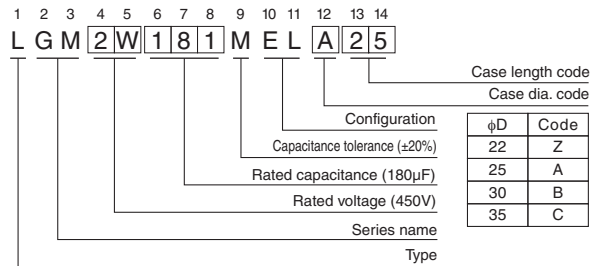 1 2 3 4 5 6 7 8 9 10 11 12 13 14
L G M 2 W 1 8 1 M E L A 2 5
Case length code
Case dia. code
Configuration
Capacitance tolerance (±20%)
Rated capacitance (180µF)
Rated voltage (450V)
Series name
Type
ϕD Code
22 Z
25 A
30 B
35 C